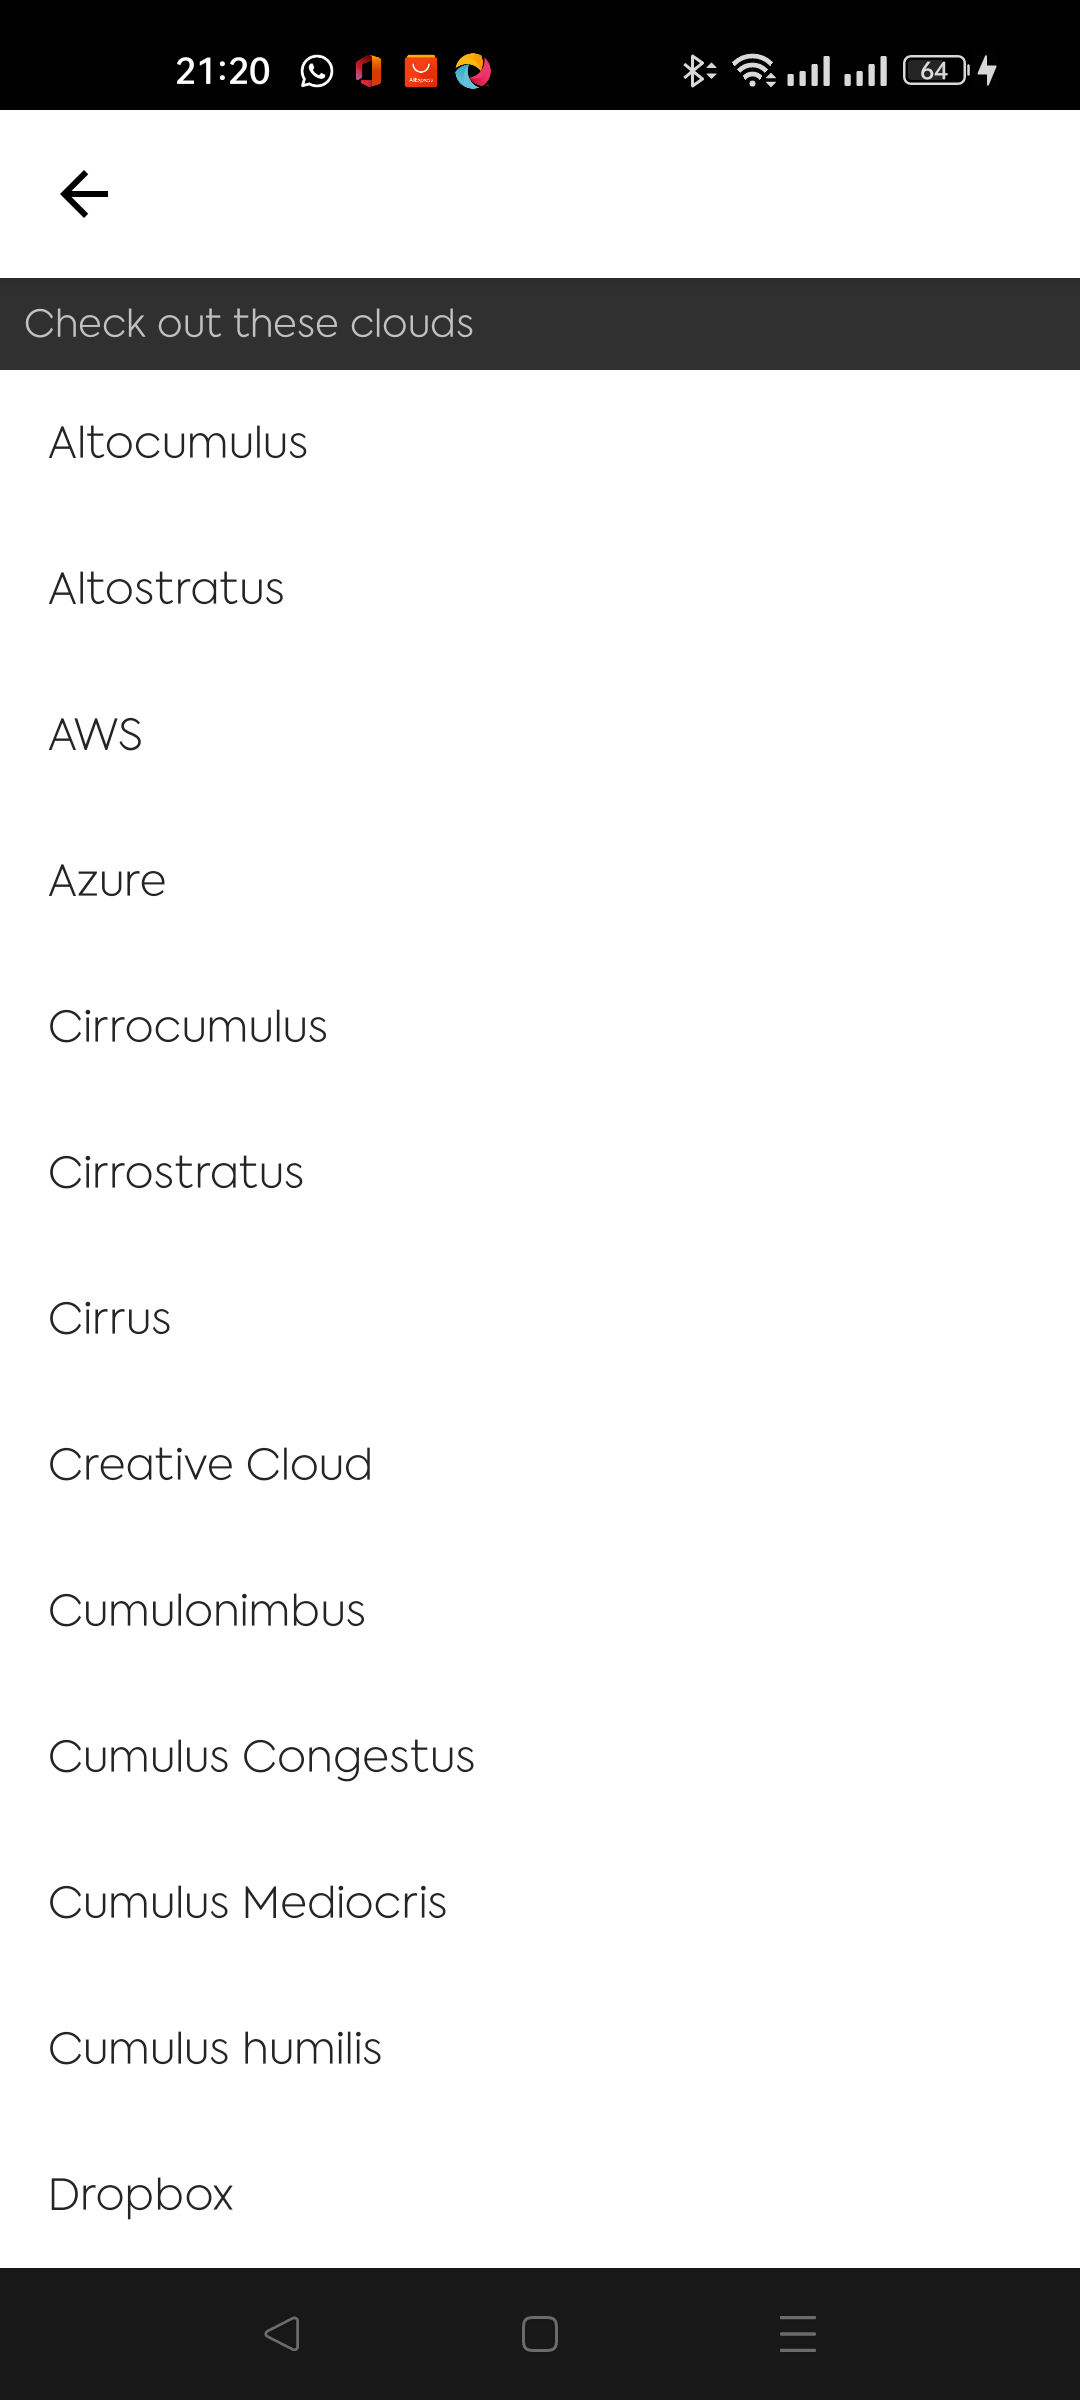 21:20
64
Check out these clouds
Altocumulus
Altostratus
AWS
Azure
Cirrocumulus
Cirrostratus
Cirrus
Creative Cloud
Cumulonimbus
Cumulus Congestus
Cumulus Mediocris
Cumulus humilis
Dropbox